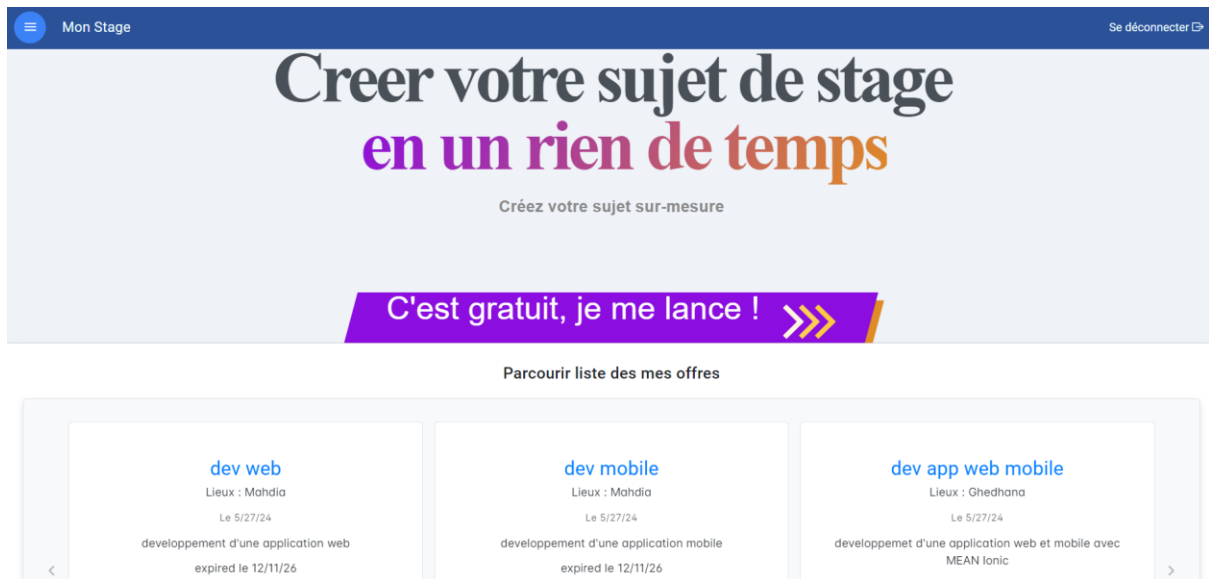 Mon Stage
Se déconnecter
Creer votre sujet de stage
en un rien de temps
Créez votre sujet sur-mesure
C'est gratuit, je me lance !
Parcourir liste des mes offres
dev web
Lieux : Mahdia
Le 5/27/24
developpement d'une application web
expired le 12/11/26
dev mobile
Lieux : Mahdia
Le 5/27/24
developpement d'une application mobile
expired le 12/11/26
dev app web mobile
Lieux : Ghedhana
Le 5/27/24
developpemet d'une application web et mobile avec
MEAN Ionic